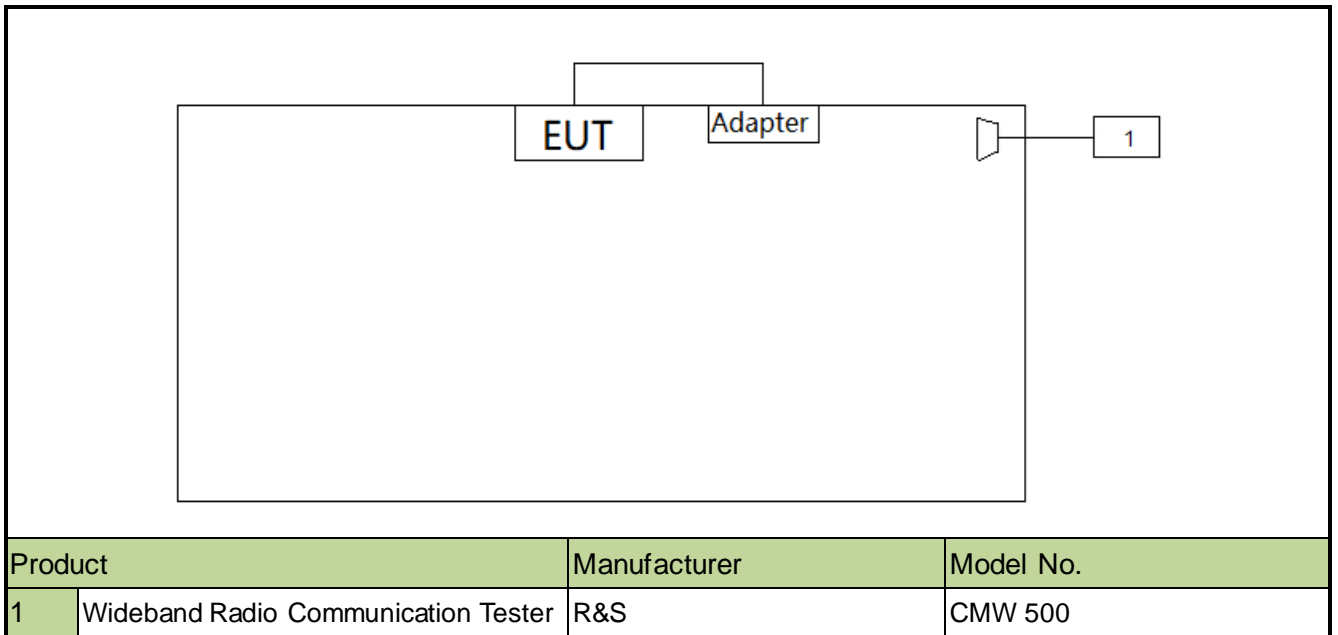 EUT
Adapter
1
Product Manufacturer Model No.
1 Wideband Radio Communication Tester R&S CMW 500